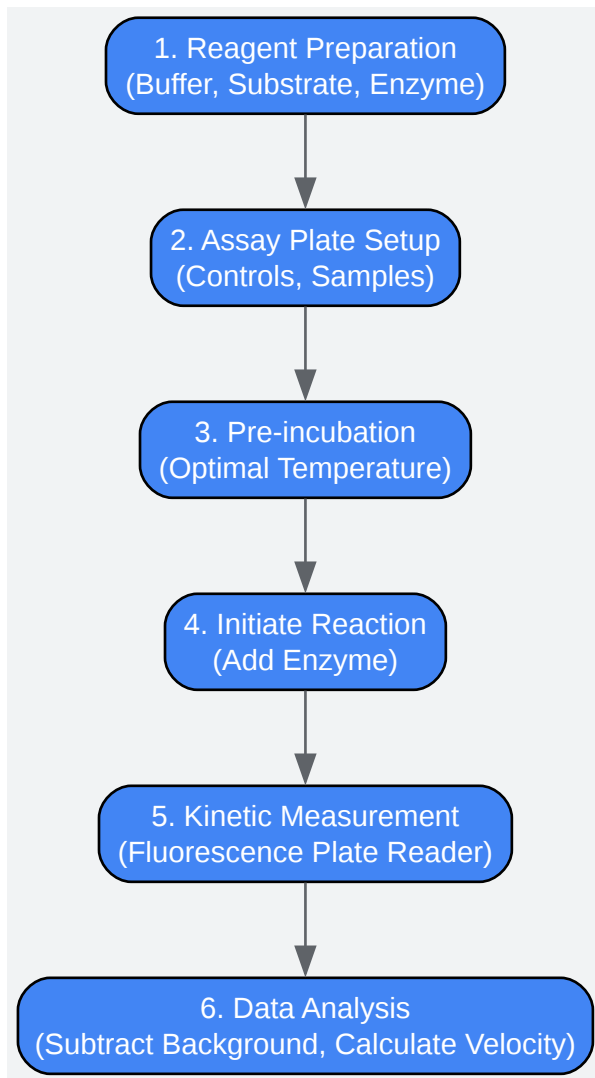 1. Reagent Preparation
(Buffer, Substrate, Enzyme)
2. Assay Plate Setup
(Controls, Samples)
3. Pre-incubation
(Optimal Temperature)
4. Initiate Reaction
(Add Enzyme)
5. Kinetic Measurement
(Fluorescence Plate Reader)
6. Data Analysis
(Subtract Background, Calculate Velocity)